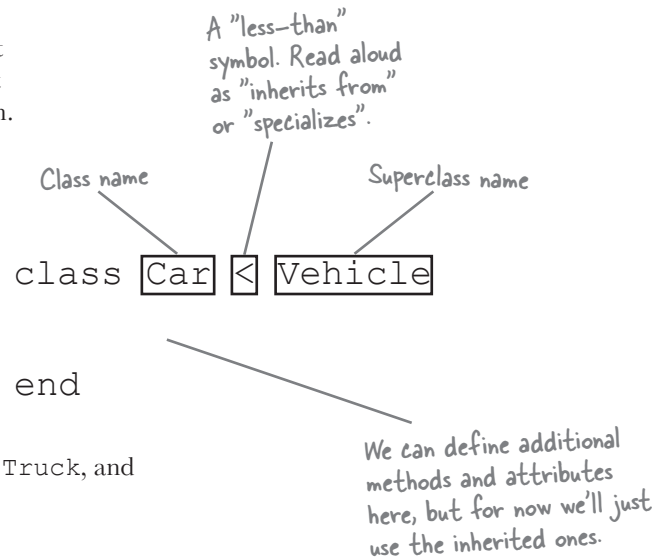 A "less-than"
symbol. Read aloud
as "inherits from"
or "specializes".
Class name
Superclass name
class Car < Vehicle
end
Truck, and
We can define additional
methods and attributes
here, but for now we'll just
use the inherited ones.